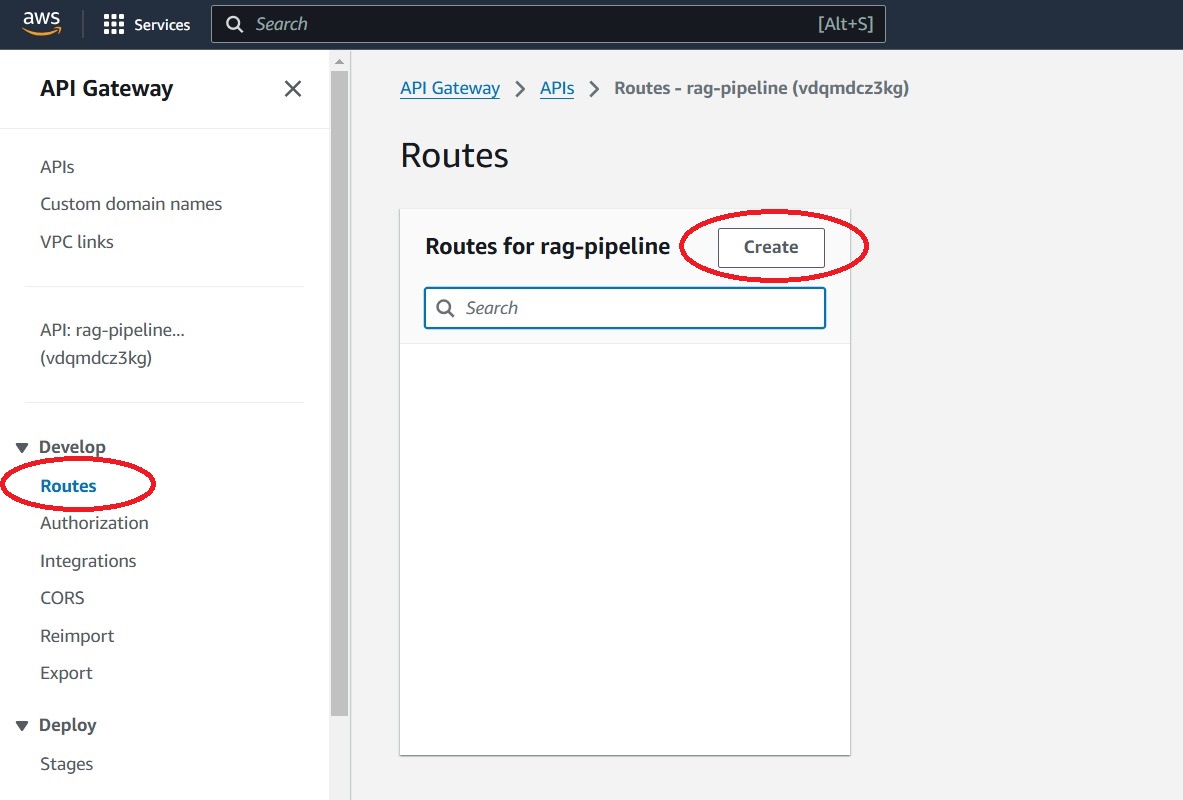 aws
Services
Search
[Alt+S]
API Gateway
APIs
Custom domain names
VPC links
API: rag-pipeline...
(vdqmdcz3kg)
Develop
Routes
Authorization
Integrations
CORS
Reimport
Export
Deploy
Stages
API Gateway > APIs > Routes - rag-pipeline (vdqmdcz3kg)
Routes
Routes for rag-pipeline
Create
Search